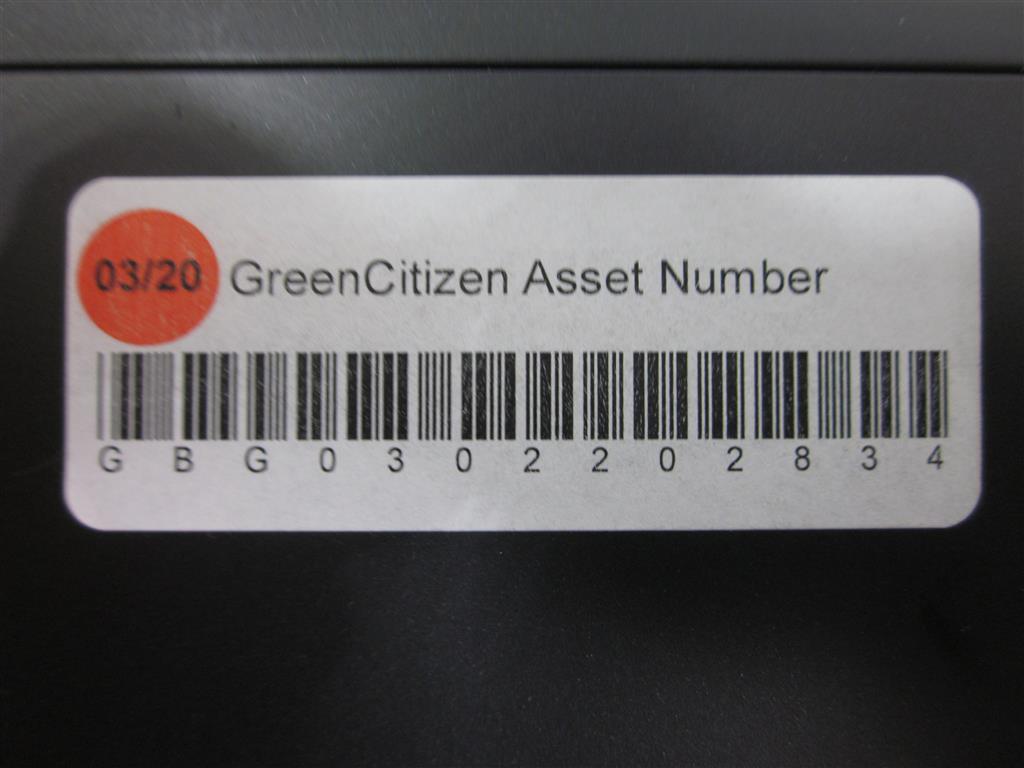 03/20 GreenCitizen Asset Number
G B G 0 3 0 2 2 0 2 8 3 4